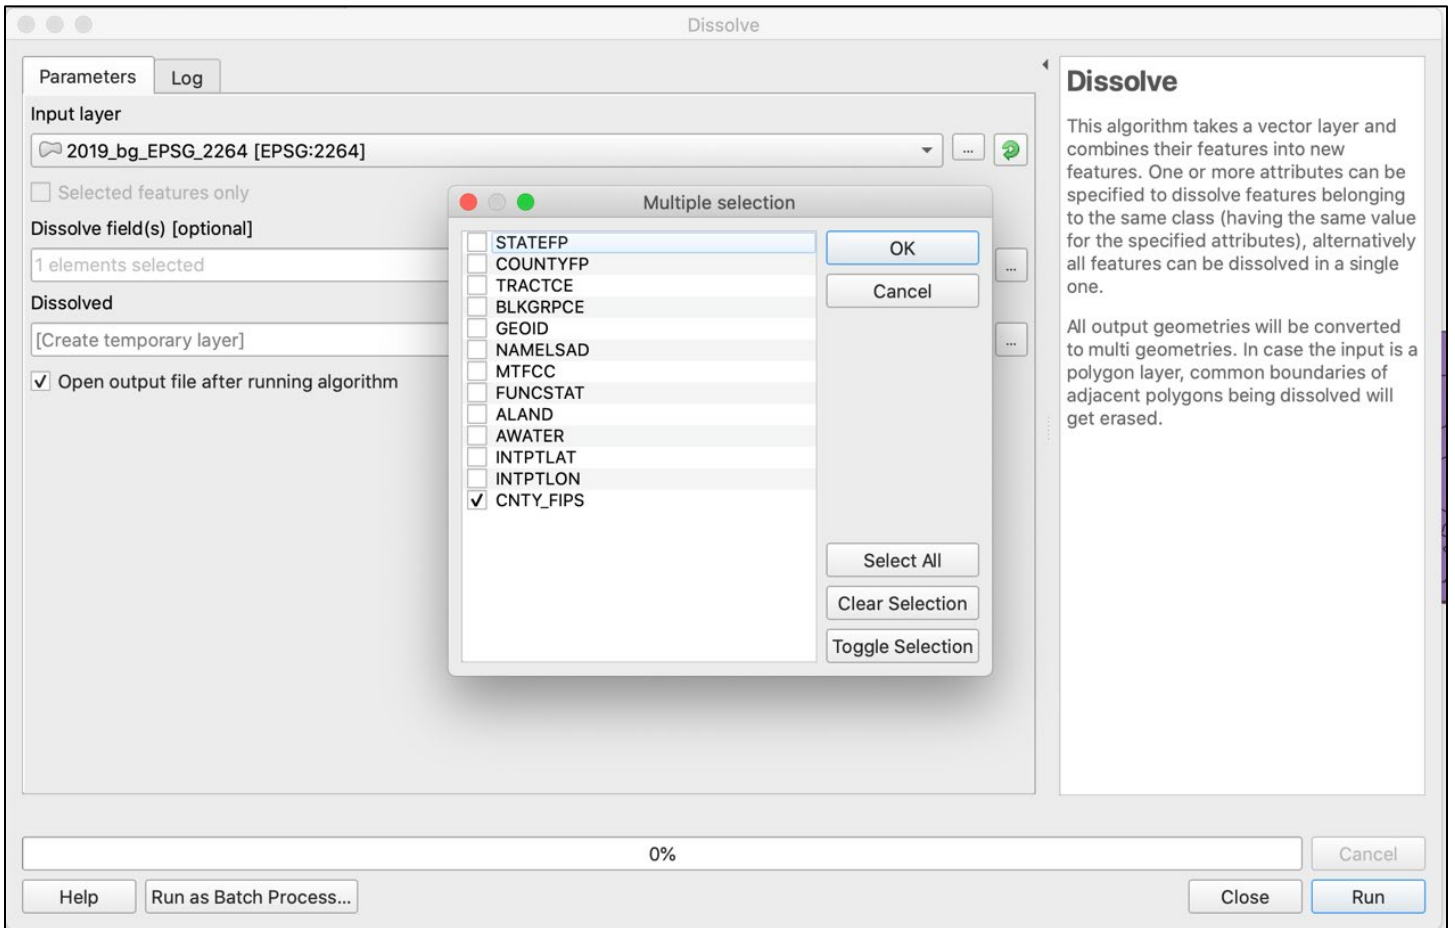 Dissolve
Parameters
Log
Input layer
2019_bg_EPSG_2264 [EPSG:2264]
...
Selected features only
Dissolve field(s) [optional]
1 elements selected
...
Dissolved
[Create temporary layer]
...
Open output file after running algorithm
Multiple selection
STATEFP
COUNTYFP
TRACTCE
BLKGRPCE
GEOID
NAMELSAD
MTFCC
FUNCSTAT
ALAND
AWATER
INTPTLAT
INTPTLON
CNTY_FIPS
OK
Cancel
Select All
Clear Selection
Toggle Selection
Dissolve
This algorithm takes a vector layer and
combines their features into new
features. One or more attributes can be
specified to dissolve features belonging
to the same class (having the same value
for the specified attributes), alternatively
all features can be dissolved in a single
one.
All output geometries will be converted
to multi geometries. In case the input is a
polygon layer, common boundaries of
adjacent polygons being dissolved will
get erased.
0%
Cancel
Help
Run as Batch Process...
Close
Run